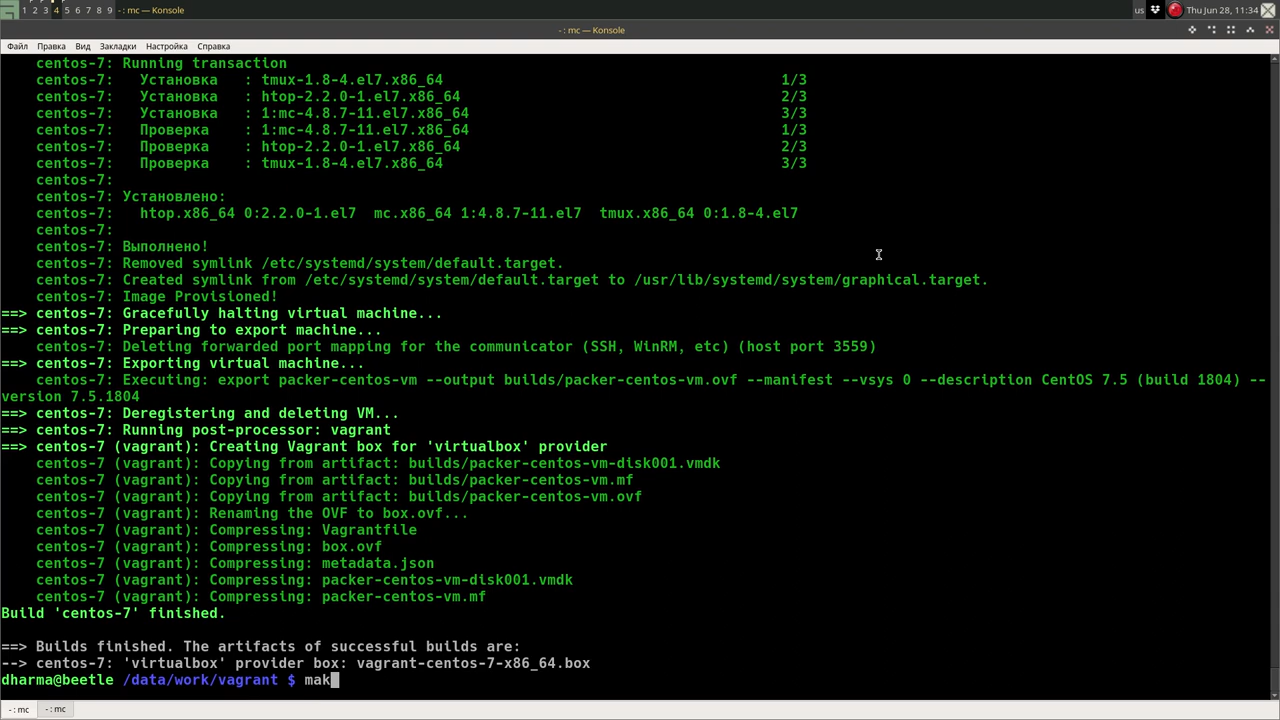 1 2 3 4 5 6 7 8 9 - : mc — Konsole us Thu Jun 28, 11:34
- : mc — Konsole
Файл Правка Вид Закладки Настройка Справка
centos-7: Running transaction
centos-7: Установка : tmux-1.8-4.el7.x86_64 1/3
centos-7: Установка : htop-2.2.0-1.el7.x86_64 2/3
centos-7: Установка : 1:mc-4.8.7-11.el7.x86_64 3/3
centos-7: Проверка : 1:mc-4.8.7-11.el7.x86_64 1/3
centos-7: Проверка : htop-2.2.0-1.el7.x86_64 2/3
centos-7: Проверка : tmux-1.8-4.el7.x86_64 3/3
centos-7:
centos-7: Установлено:
centos-7: htop.x86_64 0:2.2.0-1.el7 mc.x86_64 1:4.8.7-11.el7 tmux.x86_64 0:1.8-4.el7
centos-7:
centos-7: Выполнено!
centos-7: Removed symlink /etc/systemd/system/default.target.
centos-7: Created symlink from /etc/systemd/system/default.target to /usr/lib/systemd/system/graphical.target.
centos-7: Image Provisioned!
==> centos-7: Gracefully halting virtual machine...
==> centos-7: Preparing to export machine...
centos-7: Deleting forwarded port mapping for the communicator (SSH, WinRM, etc) (host port 3559)
==> centos-7: Exporting virtual machine...
centos-7: Executing: export packer-centos-vm --output builds/packer-centos-vm.ovf --manifest --vsys 0 --description CentOS 7.5 (build 1804) --
version 7.5.1804
==> centos-7: Deregistering and deleting VM...
==> centos-7: Running post-processor: vagrant
==> centos-7 (vagrant): Creating Vagrant box for 'virtualbox' provider
centos-7 (vagrant): Copying from artifact: builds/packer-centos-vm-disk001.vmdk
centos-7 (vagrant): Copying from artifact: builds/packer-centos-vm.mf
centos-7 (vagrant): Copying from artifact: builds/packer-centos-vm.ovf
centos-7 (vagrant): Renaming the OVF to box.ovf...
centos-7 (vagrant): Compressing: Vagrantfile
centos-7 (vagrant): Compressing: box.ovf
centos-7 (vagrant): Compressing: metadata.json
centos-7 (vagrant): Compressing: packer-centos-vm-disk001.vmdk
centos-7 (vagrant): Compressing: packer-centos-vm.mf
Build 'centos-7' finished.
==> Builds finished. The artifacts of successful builds are:
--> centos-7: 'virtualbox' provider box: vagrant-centos-7-x86_64.box
dharma@beetle /data/work/vagrant $ mak
- : mc - : mc